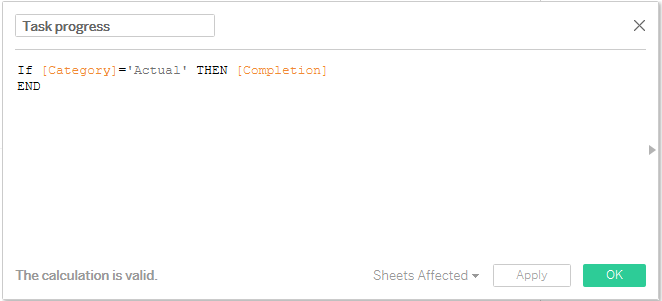 Task progress
If [Category]='Actual' THEN [Completion]
END
The calculation is valid.
Sheets Affected
Apply
OK